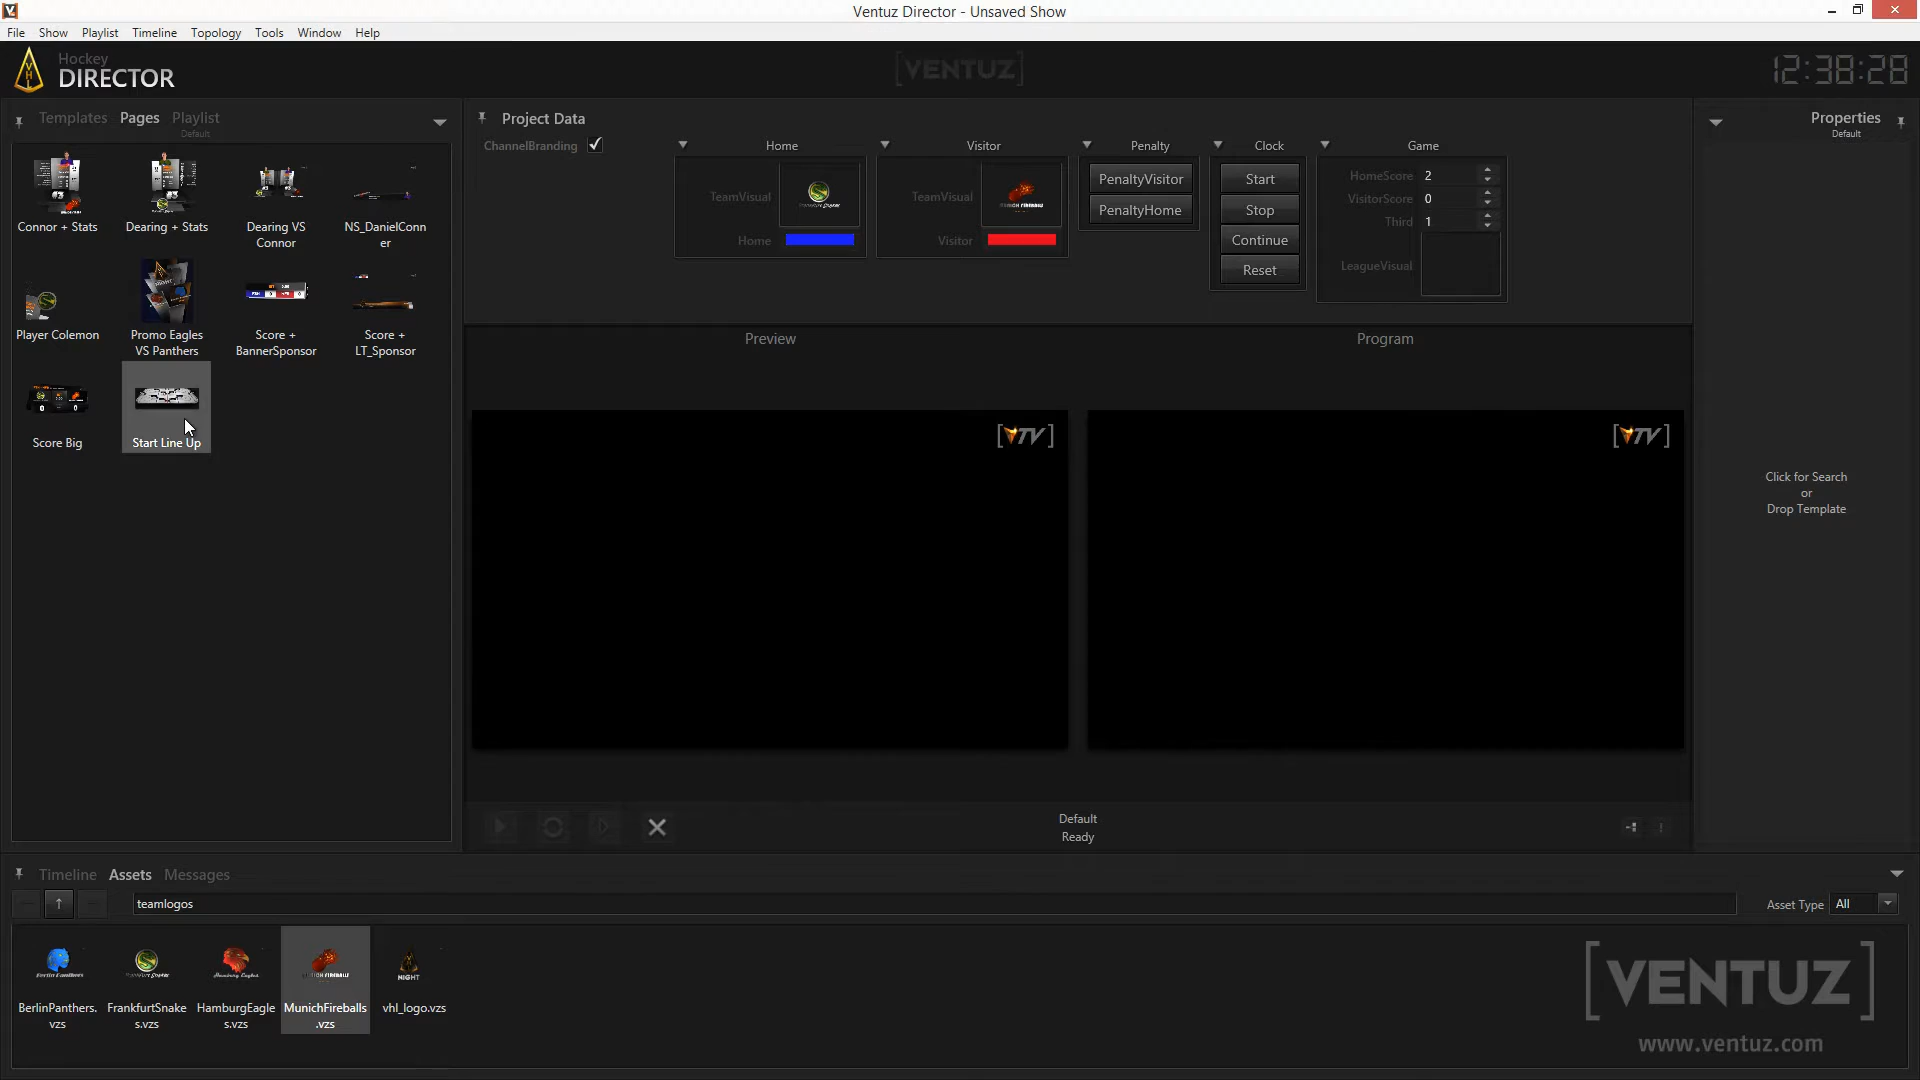 Ventuz Director - Unsaved Show
File Show Playlist Timeline Topology Tools Window Help
Hockey
DIRECTOR
[VENTUZ]
12:38:28
Templates Pages Playlist
Default
Connor + Stats
Dearing + Stats
Dearing VS
Connor
NS_DanielConn
er
Player Colemon
Promo Eagles
VS Panthers
Score +
BannerSponsor
Score +
LT_Sponsor
Score Big
Start Line Up
Project Data
ChannelBranding
Home
TeamVisual
Home
Visitor
TeamVisual
Visitor
Penalty
PenaltyVisitor
PenaltyHome
Clock
Start
Stop
Continue
Reset
Game
HomeScore 2
VisitorScore 0
Third 1
LeagueVisual
Preview
Program
[VTV]
[VTV]
Default
Ready
Properties
Default
Click for Search
or
Drop Template
Timeline Assets Messages
teamlogos
Asset Type All
BerlinPanthers.
vzs
FrankfurtSnake
s.vzs
HamburgEagle
s.vzs
MunichFireballs
.vzs
NIGHT
vhl_logo.vzs
[VENTUZ]
www.ventuz.com